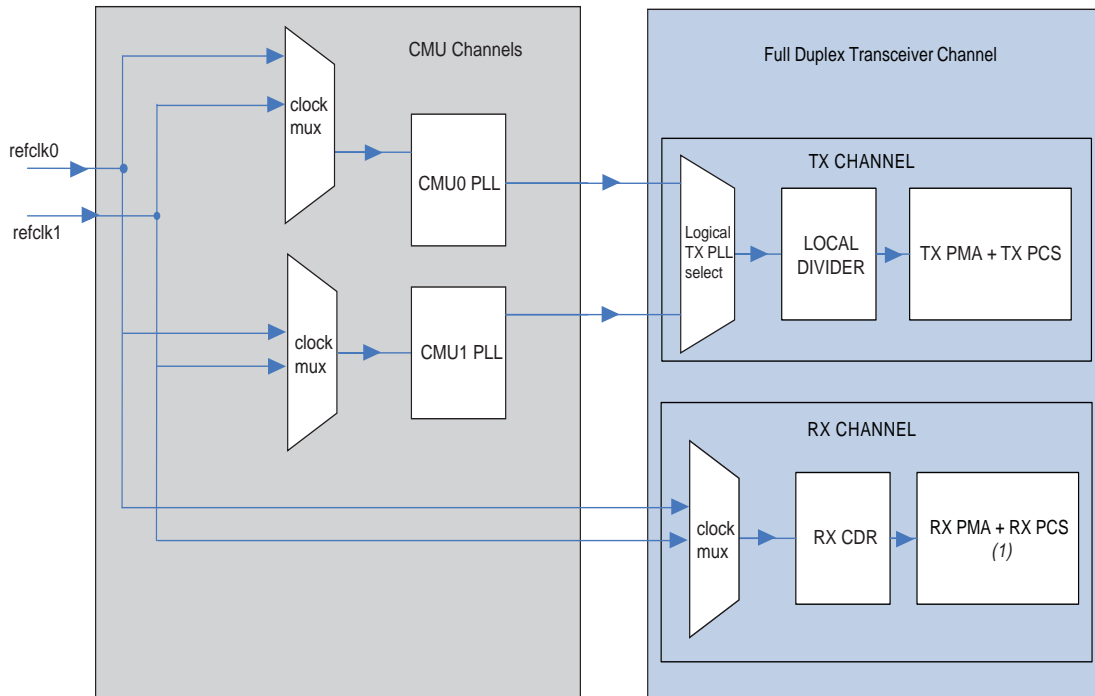 CMU Channels
Full Duplex Transceiver Channel
refclk0
refclk1
clock
mux
CMU0 PLL
clock
mux
CMU1 PLL
TX CHANNEL
Logical
TX PLL
select
LOCAL
DIVIDER
TX PMA + TX PCS
RX CHANNEL
clock
mux
RX CDR
RX PMA + RX PCS
(1)